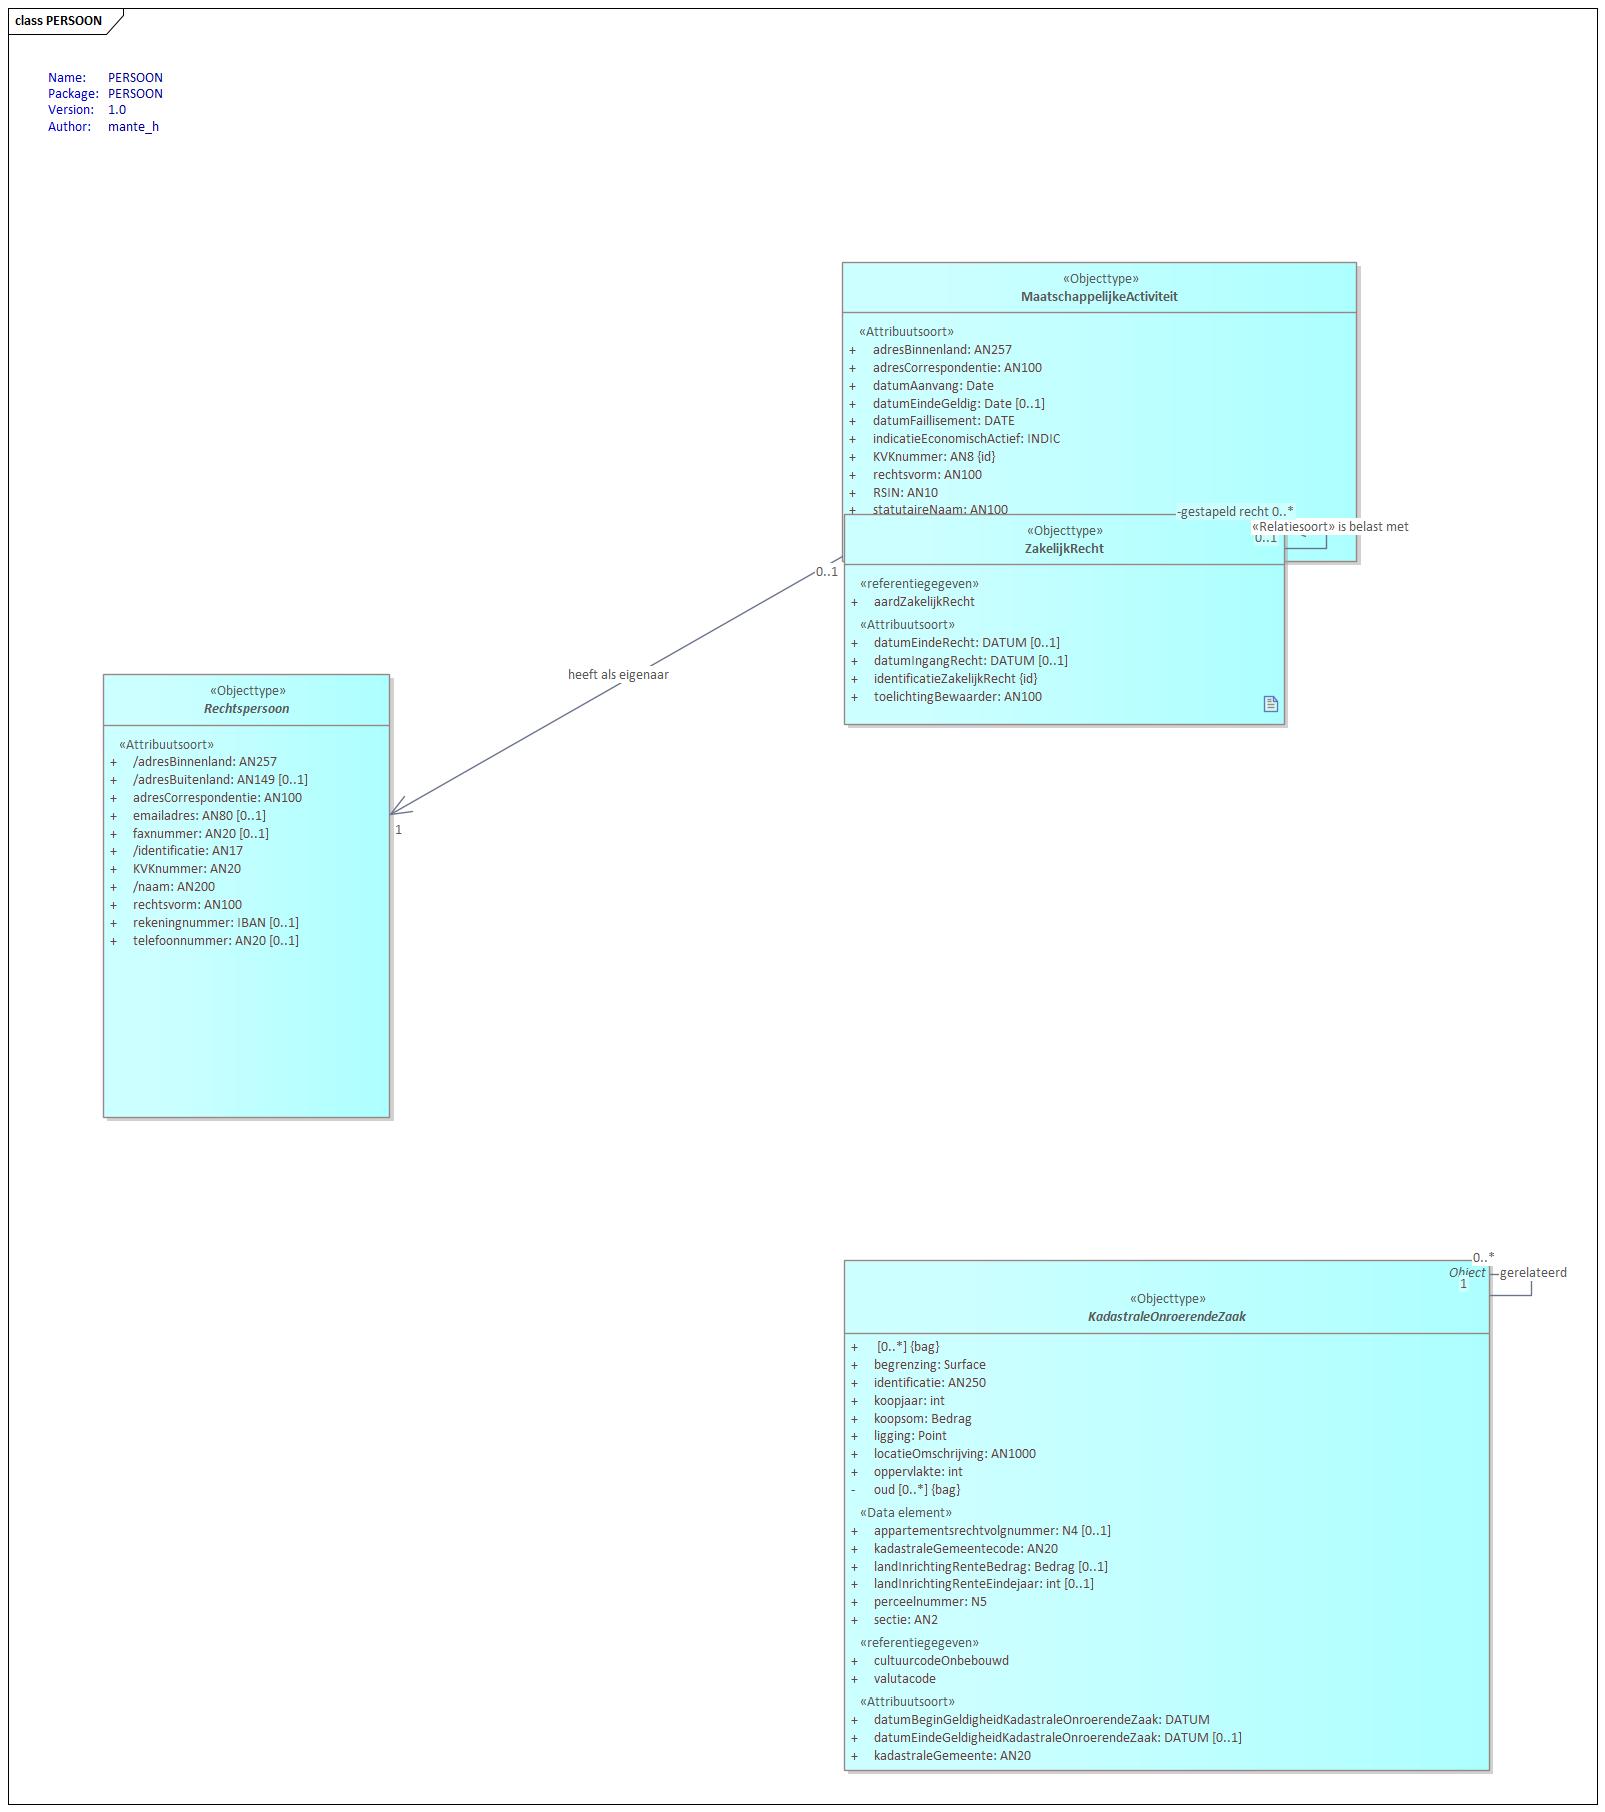 class PERSOON
Name: PERSOON
Package: PERSOON
Version: 1.0
Author: mante_h
«Objecttype»
MaatschappelijkeActiviteit
«Attribuutsoort»
+ adresBinnenland: AN257
+ adresCorrespondentie: AN100
+ datumAanvang: Date
+ datumEindeGeldig: Date [0..1]
+ datumFaillisement: DATE
+ indicatieEconomischActief: INDIC
+ KVKnummer: AN8 {id}
+ rechtsvorm: AN100
+ RSIN: AN10
+ statutaireNaam: AN100
-gestapeld recht 0..*
«Relatiesoort» is belast met
0..1
«Objecttype»
ZakelijkRecht
«referentiegegeven»
+ aardZakelijkRecht
«Attribuutsoort»
+ datumEindeRecht: DATUM [0..1]
+ datumIngangRecht: DATUM [0..1]
+ identificatieZakelijkRecht {id}
+ toelichtingBewaarder: AN100
0..1
heeft als eigenaar
1
«Objecttype»
Rechtspersoon
«Attribuutsoort»
+ /adresBinnenland: AN257
+ /adresBuitenland: AN149 [0..1]
+ adresCorrespondentie: AN100
+ emailadres: AN80 [0..1]
+ faxnummer: AN20 [0..1]
+ /identificatie: AN17
+ KVKnummer: AN20
+ /naam: AN200
+ rechtsvorm: AN100
+ rekeningnummer: IBAN [0..1]
+ telefoonnummer: AN20 [0..1]
0..*
Object
gerelateerd
1
«Objecttype»
KadastraleOnroerendeZaak
+ [0..*] {bag}
+ begrenzing: Surface
+ identificatie: AN250
+ koopjaar: int
+ koopsom: Bedrag
+ ligging: Point
+ locatieOmschrijving: AN1000
+ oppervlakte: int
- oud [0..*] {bag}
«Data element»
+ appartementsrechtvolgnummer: N4 [0..1]
+ kadastraleGemeentecode: AN20
+ landInrichtingRenteBedrag: Bedrag [0..1]
+ landInrichtingRenteEindejaar: int [0..1]
+ perceelnummer: N5
+ sectie: AN2
«referentiegegeven»
+ cultuurcodeOnbebouwd
+ valutacode
«Attribuutsoort»
+ datumBeginGeldigheidKadastraleOnroerendeZaak: DATUM
+ datumEindeGeldigheidKadastraleOnroerendeZaak: DATUM [0..1]
+ kadastraleGemeente: AN20